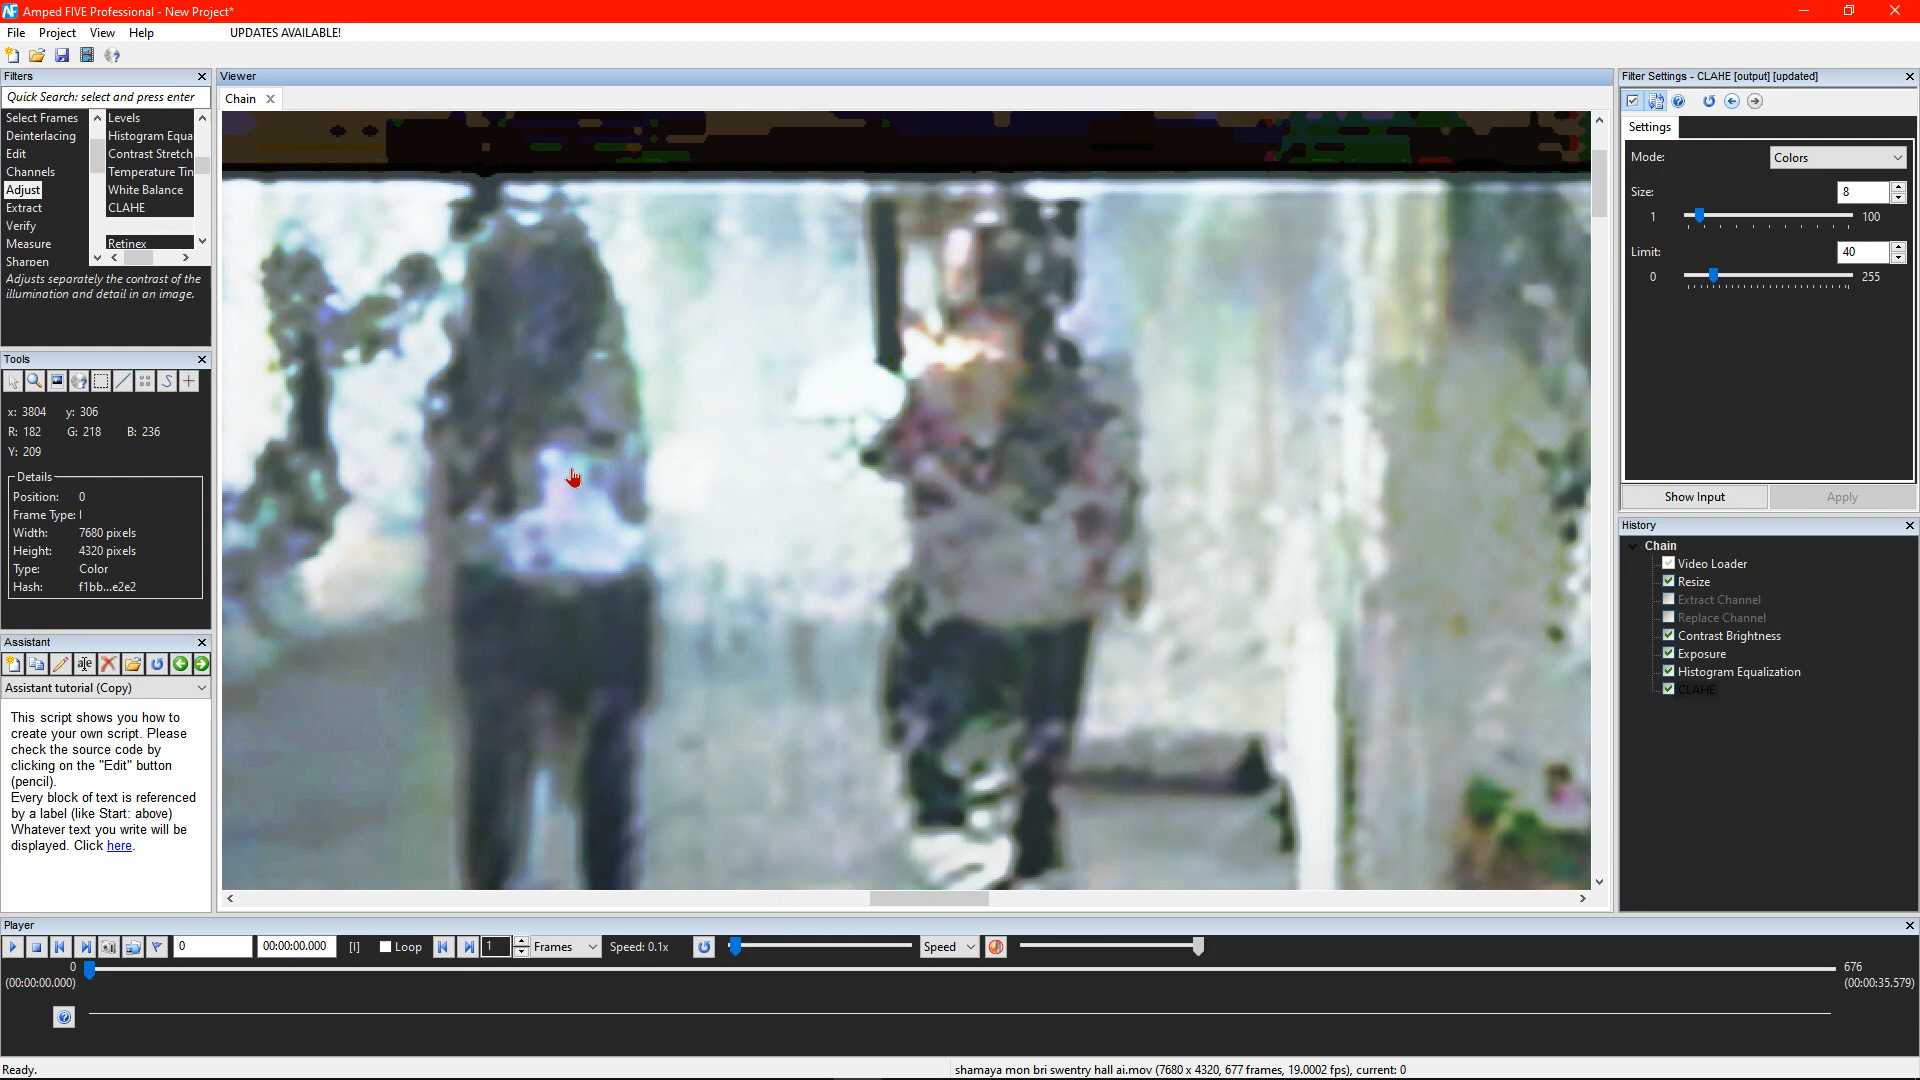 Amped FIVE Professional - New Project*
File Project View Help UPDATES AVAILABLE!
Filters
Quick Search: select and press enter
Select Frames
Deinterlacing
Edit
Channels
Adjust
Extract
Verify
Measure
Sharpen
Levels
Histogram Equa
Contrast Stretch
Temperature Tin
White Balance
CLAHE
Retinex
Adjusts separately the contrast of the
illumination and detail in an image.
Tools
x: 3804 y: 306
R: 182 G: 218 B: 236
Y: 209
Details
Position: 0
Frame Type: I
Width: 7680 pixels
Height: 4320 pixels
Type: Color
Hash: f1bb...e2e2
Assistant
Assistant tutorial (Copy)
This script shows you how to
create your own script. Please
check the source code by
clicking on the "Edit" button
(pencil).
Every block of text is referenced
by a label (like Start: above)
Whatever text you write will be
displayed. Click here.
Viewer
Chain
Filter Settings - CLAHE [output] [updated]
Settings
Mode: Colors
Size: 8
1 100
Limit: 40
0 255
Show Input Apply
History
Chain
Video Loader
Resize
Extract Channel
Replace Channel
Contrast Brightness
Exposure
Histogram Equalization
CLAHE
Player
0 00:00:00.000 [I] Loop 1 Frames Speed: 0.1x Speed
0 676
(00:00:00.000) (00:00:35.579)
Ready. shamaya mon bri swentry hall ai.mov (7680 x 4320, 677 frames, 19.0002 fps), current: 0